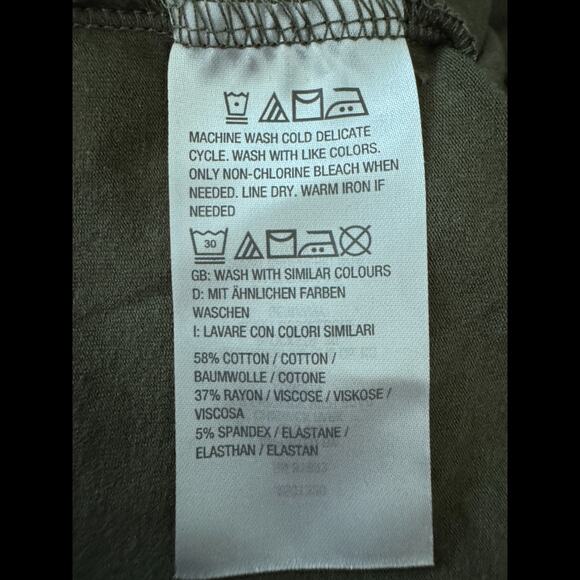 MACHINE WASH COLD DELICATE
CYCLE. WASH WITH LIKE COLORS.
ONLY NON-CHLORINE BLEACH WHEN
NEEDED. LINE DRY. WARM IRON IF
NEEDED
30
GB: WASH WITH SIMILAR COLOURS
D: MIT ÄHNLICHEN FARBEN
WASCHEN
I: LAVARE CON COLORI SIMILARI
58% COTTON / COTTON /
BAUMWOLLE / COTONE
37% RAYON / VISCOSE / VISKOSE /
VISCOSA
5% SPANDEX / ELASTANE /
ELASTHAN / ELASTAN